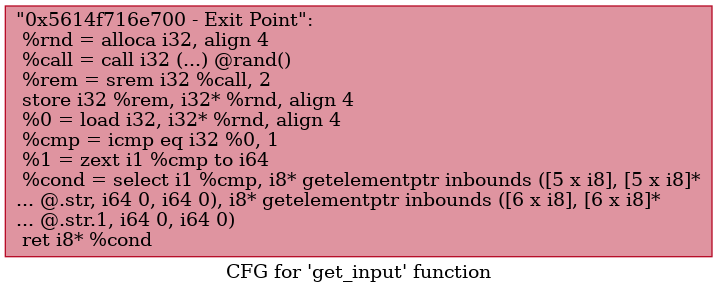 "0x5614f716e700 - Exit Point":
%rnd = alloca i32, align 4
%call = call i32 (...) @rand()
%rem = srem i32 %call, 2
store i32 %rem, i32* %rnd, align 4
%0 = load i32, i32* %rnd, align 4
%cmp = icmp eq i32 %0, 1
%1 = zext i1 %cmp to i64
%cond = select i1 %cmp, i8* getelementptr inbounds ([5 x i8], [5 x i8]*
... @.str, i64 0, i64 0), i8* getelementptr inbounds ([6 x i8], [6 x i8]*
... @.str.1, i64 0, i64 0)
ret i8* %cond
CFG for 'get_input' function